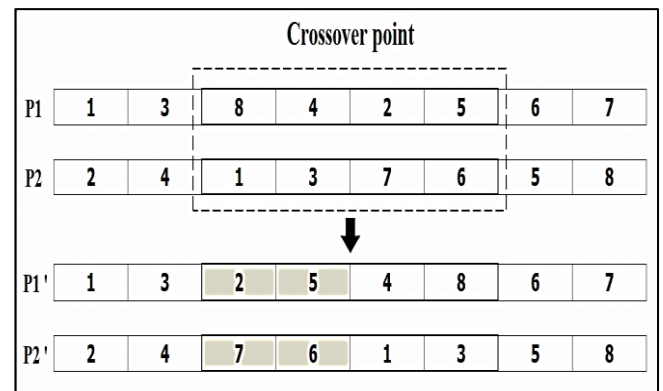 Crossover point
P1 1 3 8 4 2 5 6 7
P2 2 4 1 3 7 6 5 8
P1' 1 3 2 5 4 8 6 7
P2' 2 4 7 6 1 3 5 8